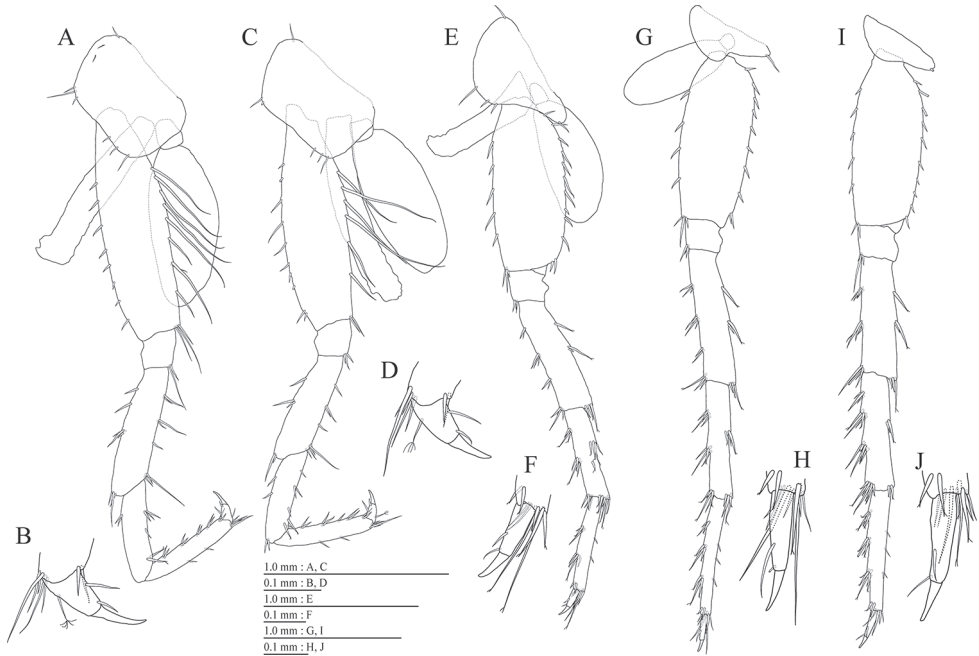 A
C
E
G
I
D
F
H
J
B
1.0 mm : A, C
0.1 mm : B, D
1.0 mm : E
0.1 mm : F
1.0 mm : G, I
0.1 mm : H, J